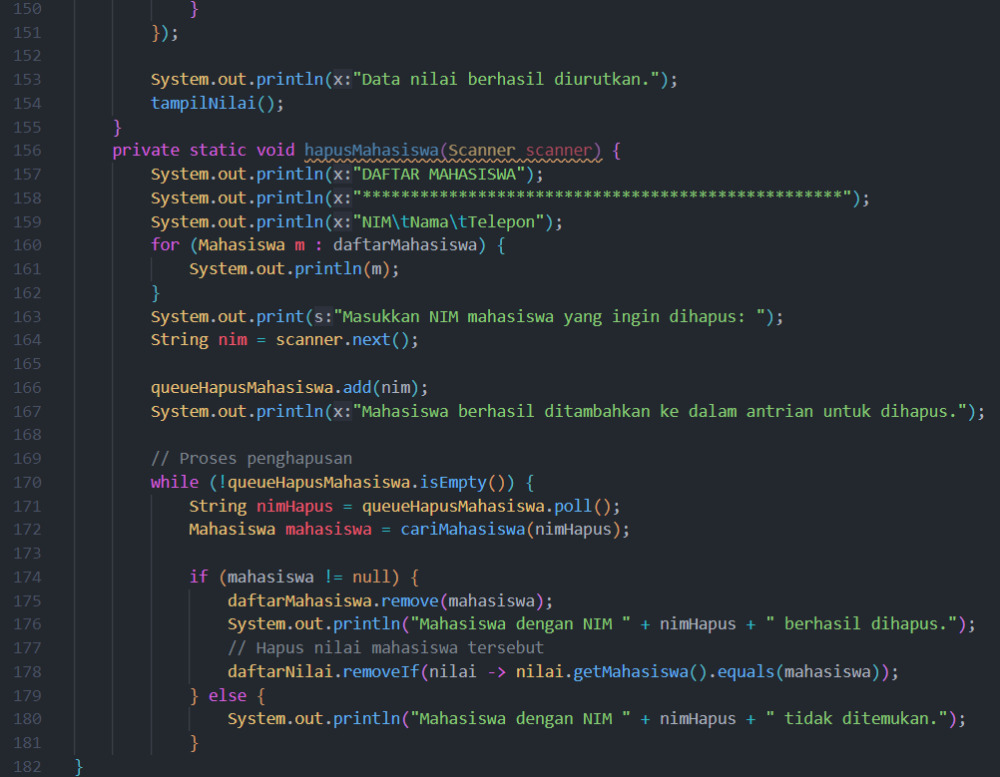 150 }
151 });
152
153 System.out.println(x:"Data nilai berhasil diurutkan.");
154 tampilNilai();
155 }
156 private static void hapusMahasiswa(Scanner scanner) {
157 System.out.println(x:"DAFTAR MAHASISWA");
158 System.out.println(x:"**************************************************");
159 System.out.println(x:"NIM\tNama\tTelepon");
160 for (Mahasiswa m : daftarMahasiswa) {
161 System.out.println(m);
162 }
163 System.out.print(s:"Masukkan NIM mahasiswa yang ingin dihapus: ");
164 String nim = scanner.next();
165
166 queueHapusMahasiswa.add(nim);
167 System.out.println(x:"Mahasiswa berhasil ditambahkan ke dalam antrian untuk dihapus.");
168
169 // Proses penghapusan
170 while (!queueHapusMahasiswa.isEmpty()) {
171 String nimHapus = queueHapusMahasiswa.poll();
172 Mahasiswa mahasiswa = cariMahasiswa(nimHapus);
173
174 if (mahasiswa != null) {
175 daftarMahasiswa.remove(mahasiswa);
176 System.out.println("Mahasiswa dengan NIM " + nimHapus + " berhasil dihapus.");
177 // Hapus nilai mahasiswa tersebut
178 daftarNilai.removeIf(nilai -> nilai.getMahasiswa().equals(mahasiswa));
179 } else {
180 System.out.println("Mahasiswa dengan NIM " + nimHapus + " tidak ditemukan.");
181 }
182 }